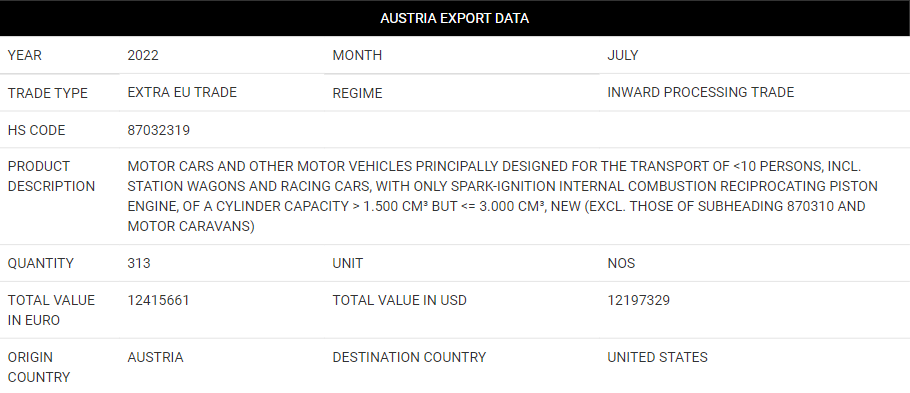 AUSTRIA EXPORT DATA
YEAR 2022 MONTH JULY
TRADE TYPE EXTRA EU TRADE REGIME INWARD PROCESSING TRADE
HS CODE 87032319
PRODUCT DESCRIPTION MOTOR CARS AND OTHER MOTOR VEHICLES PRINCIPALLY DESIGNED FOR THE TRANSPORT OF <10 PERSONS, INCL.
STATION WAGONS AND RACING CARS, WITH ONLY SPARK-IGNITION INTERNAL COMBUSTION RECIPROCATING PISTON
ENGINE, OF A CYLINDER CAPACITY > 1.500 CM³ BUT <= 3.000 CM³, NEW (EXCL. THOSE OF SUBHEADING 870310 AND
MOTOR CARAVANS)
QUANTITY 313 UNIT NOS
TOTAL VALUE IN EURO 12415661 TOTAL VALUE IN USD 12197329
ORIGIN COUNTRY AUSTRIA DESTINATION COUNTRY UNITED STATES